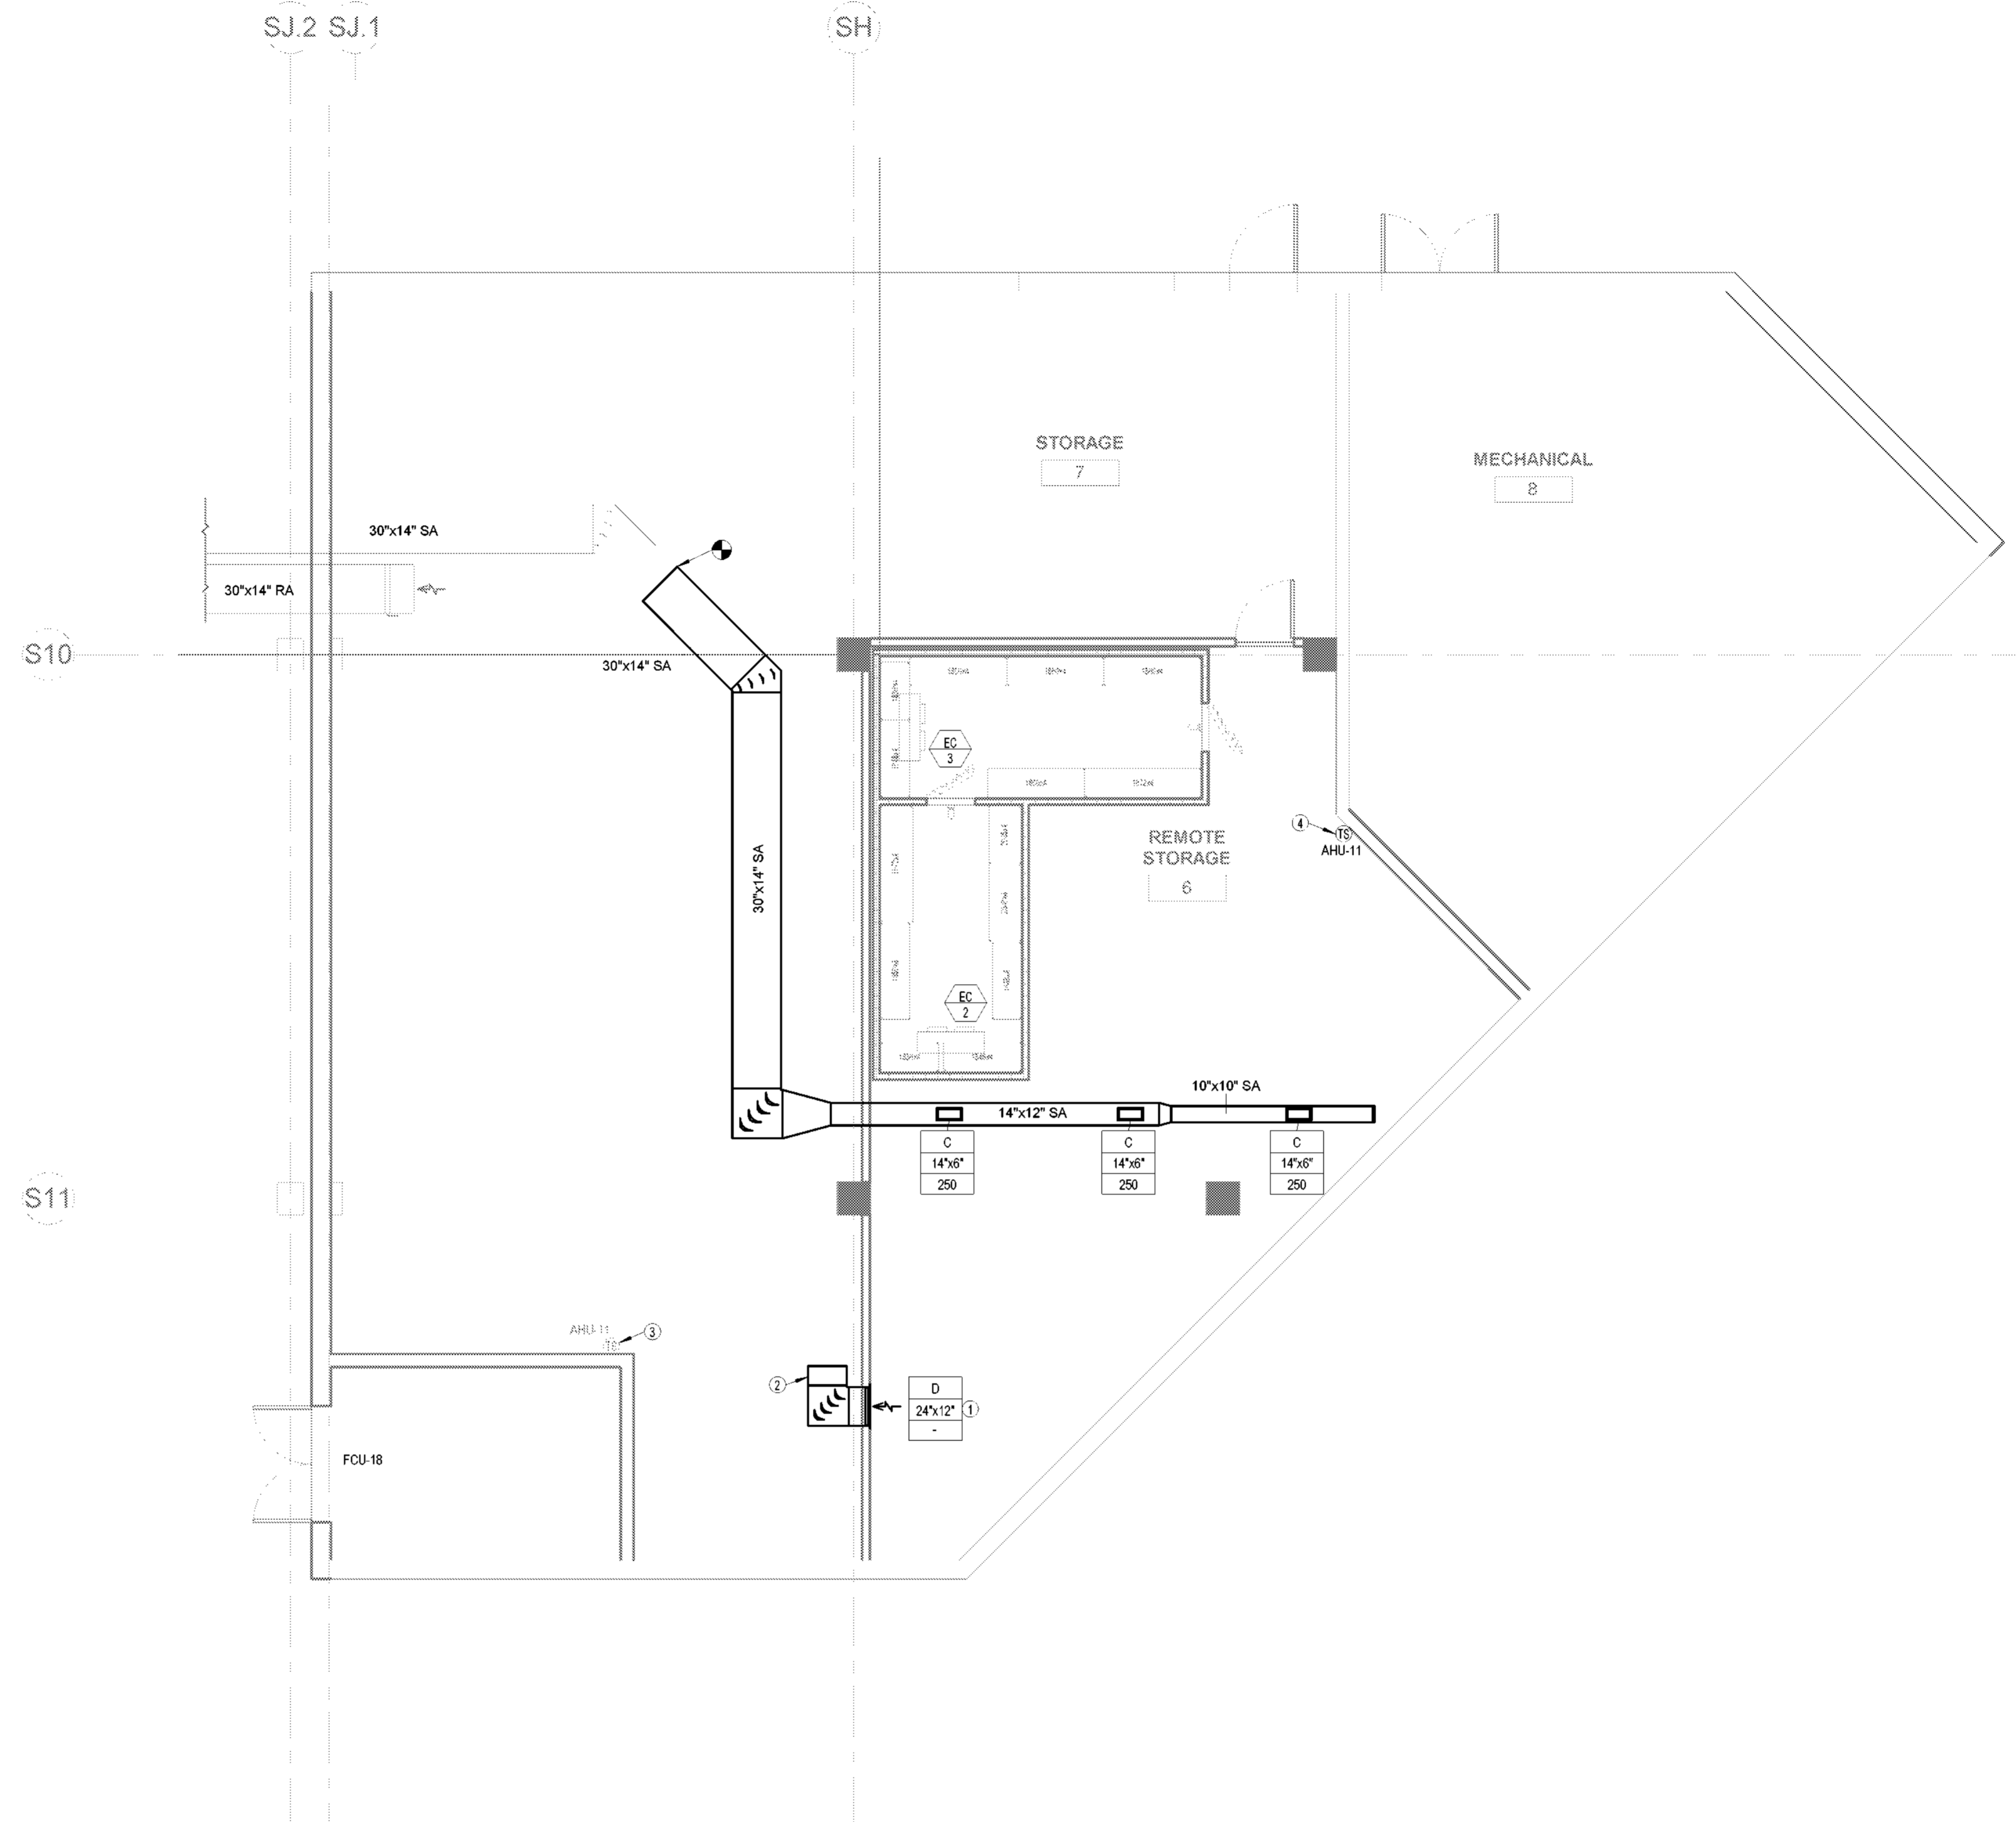 SJ.2
SJ.1
SH
STORAGE
7
MECHANICAL
8
30"x14" SA
30"x14" RA
S10
30"x14" SA
EC
3
30"x14" SA
REMOTE
STORAGE
6
4
TS
AHU-11
EC
2
10"x10" SA
14"x12" SA
C
14"x6"
250
C
14"x6"
250
C
14"x6"
250
S11
AHU-11
3
2
D
24"x12"
-
1
FCU-18